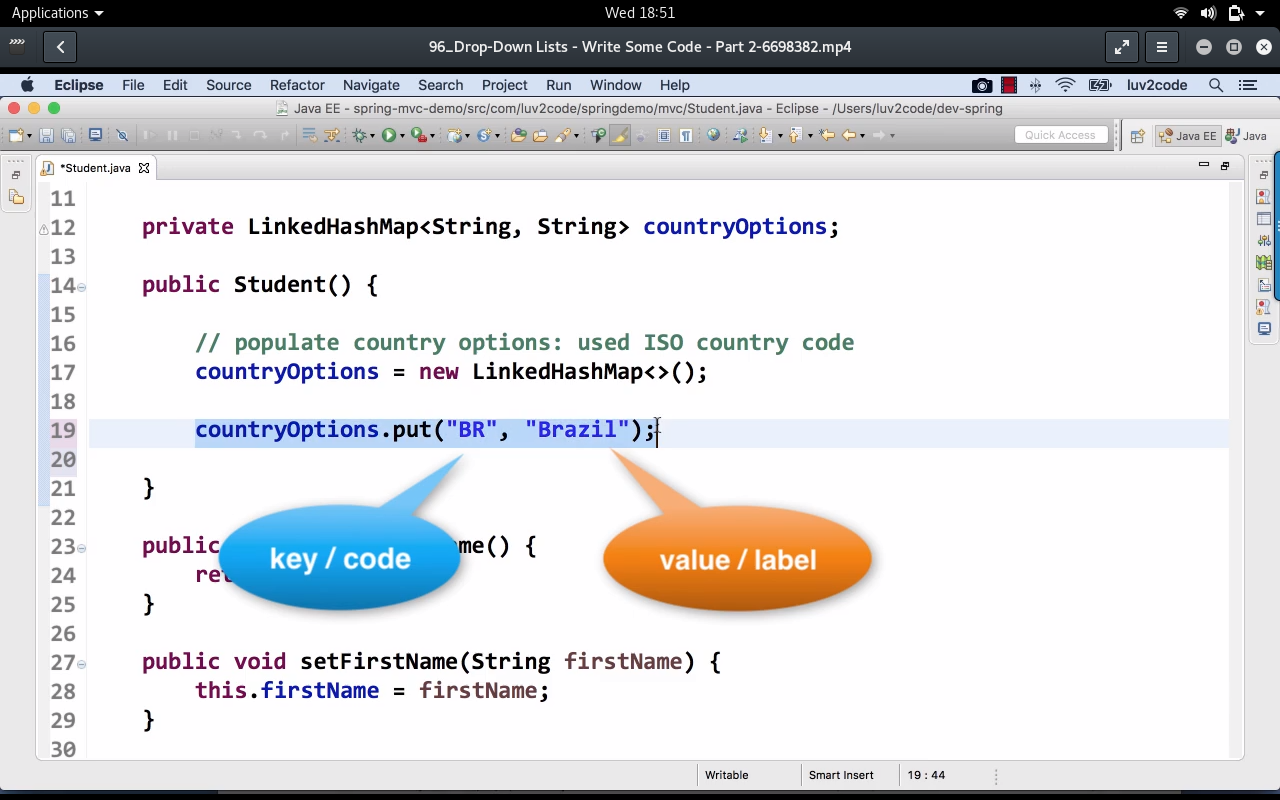 Applications
Wed 18:51
96_Drop-Down Lists - Write Some Code - Part 2-6698382.mp4
Eclipse File Edit Source Refactor Navigate Search Project Run Window Help
luv2code
Java EE - spring-mvc-demo/src/com/luv2code/springdemo/mvc/Student.java - Eclipse - /Users/luv2code/dev-spring
Quick Access
Java EE
Java
*Student.java
11
12 private LinkedHashMap<String, String> countryOptions;
13
14 public Student() {
15
16 // populate country options: used ISO country code
17 countryOptions = new LinkedHashMap<>();
18
19 countryOptions.put("BR", "Brazil");
20
21 }
22
23 public me() {
key / code
value / label
24 ret
25 }
26
27 public void setFirstName(String firstName) {
28 this.firstName = firstName;
29 }
30
Writable
Smart Insert
19 : 44